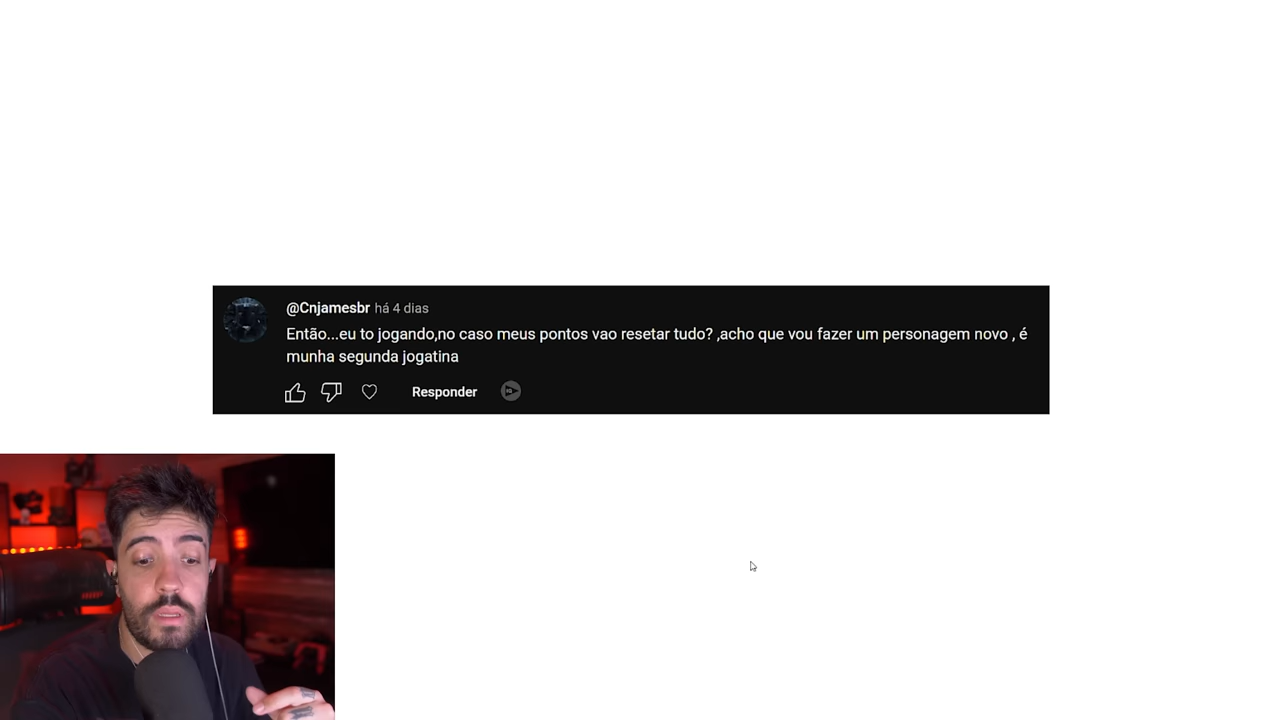 @Cnjamesbr há 4 dias
Então...eu to jogando,no caso meus pontos vao resetar tudo? ,acho que vou fazer um personagem novo , é
munha segunda jogatina
Responder